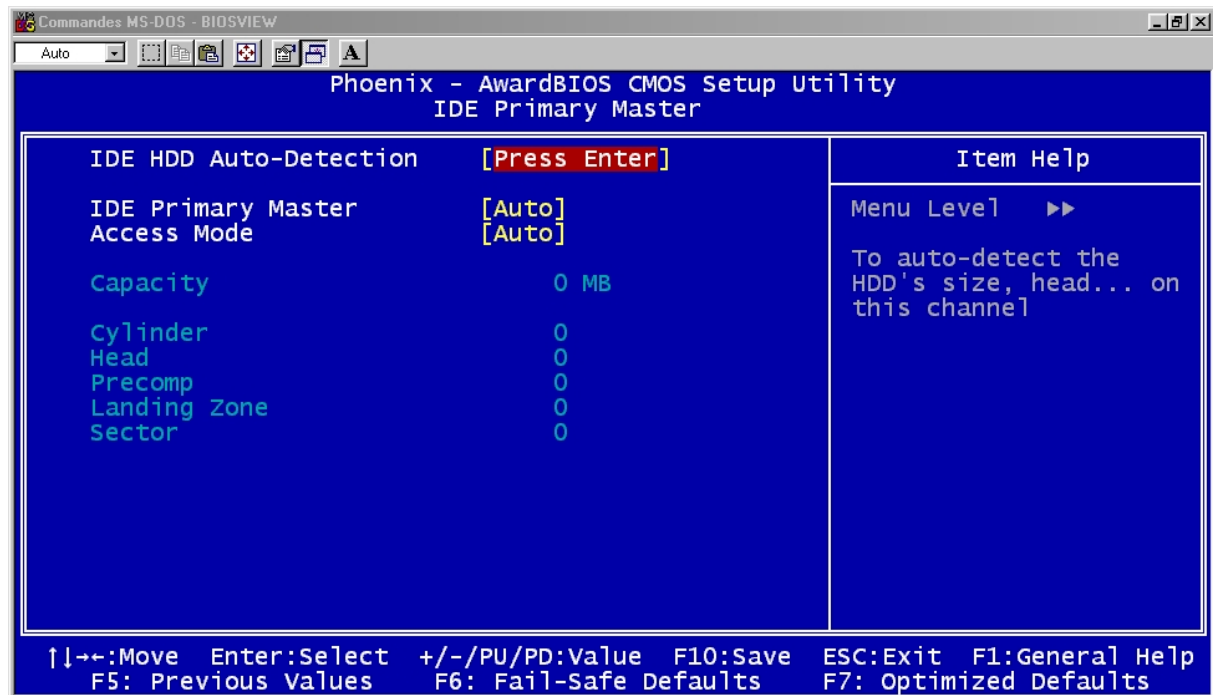 Commandes MS-DOS - BIOSVIEW
Auto
A
Phoenix - AwardBIOS CMOS Setup Utility
IDE Primary Master
IDE HDD Auto-Detection [Press Enter]
IDE Primary Master [Auto]
Access Mode [Auto]
Capacity 0 MB
Cylinder 0
Head 0
Precomp 0
Landing Zone 0
Sector 0
Item Help
Menu Level ►►
To auto-detect the
HDD's size, head... on
this channel
↑↓→←:Move Enter:Select +/-/PU/PD:Value F10:Save ESC:Exit F1:General Help
F5: Previous Values F6: Fail-Safe Defaults F7: Optimized Defaults